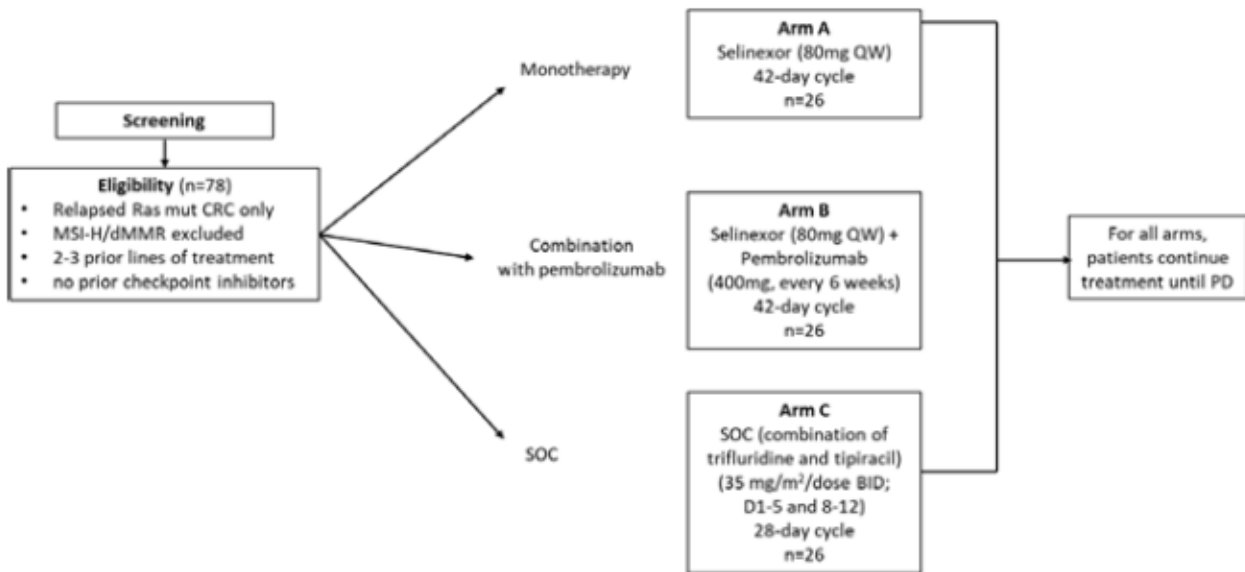 Screening
Eligibility (n=78)
• Relapsed Ras mut CRC only
• MSI-H/dMMR excluded
• 2-3 prior lines of treatment
• no prior checkpoint inhibitors
Monotherapy
Combination
with pembrolizumab
SOC
Arm A
Selinexor (80mg QW)
42-day cycle
n=26
Arm B
Selinexor (80mg QW) +
Pembrolizumab
(400mg, every 6 weeks)
42-day cycle
n=26
Arm C
SOC (combination of
trifluridine and tipiracil)
(35 mg/m²/dose BID;
D1-5 and 8-12)
28-day cycle
n=26
For all arms,
patients continue
treatment until PD